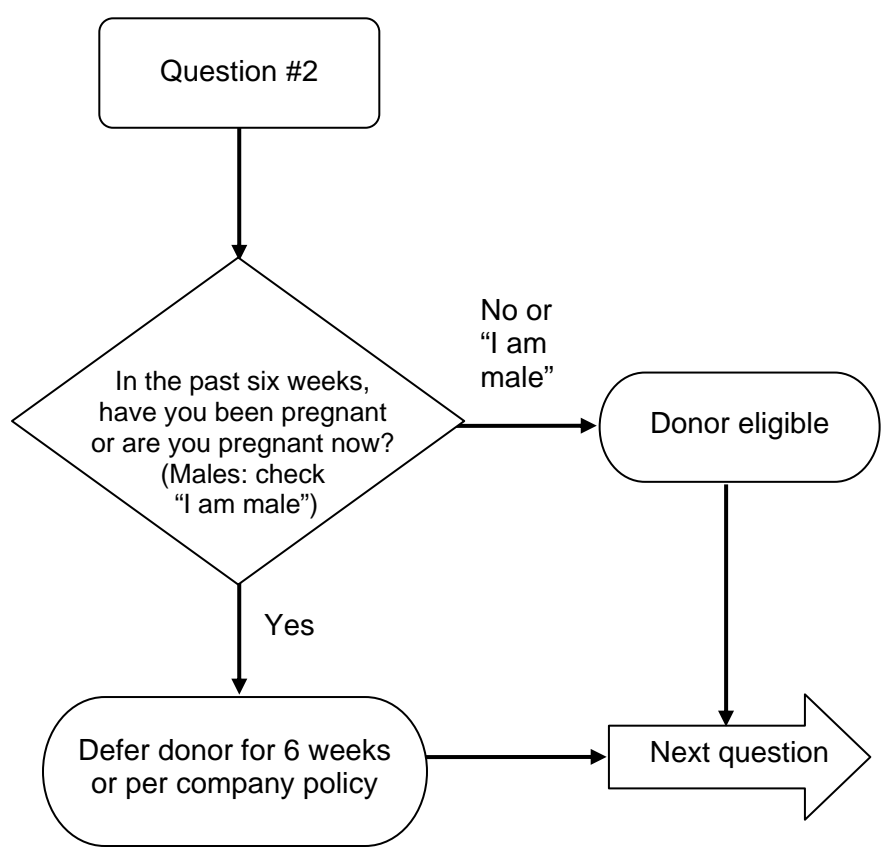 Question #2
No or
“I am
male”
In the past six weeks,
have you been pregnant
or are you pregnant now?
(Males: check
“I am male”)
Donor eligible
Yes
Defer donor for 6 weeks
or per company policy
Next question